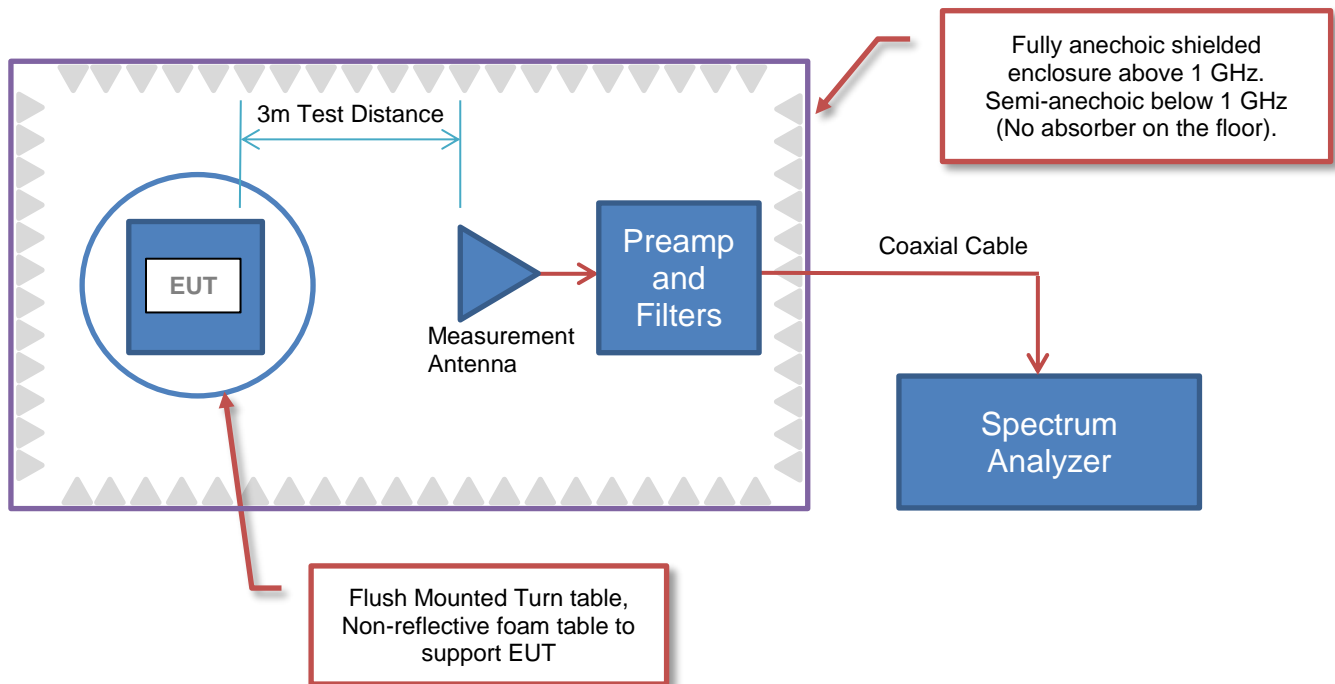 Fully anechoic shielded
enclosure above 1 GHz.
Semi-anechoic below 1 GHz
(No absorber on the floor).
3m Test Distance
EUT
Measurement
Antenna
Preamp
and
Filters
Coaxial Cable
Spectrum
Analyzer
Flush Mounted Turn table,
Non-reflective foam table to
support EUT